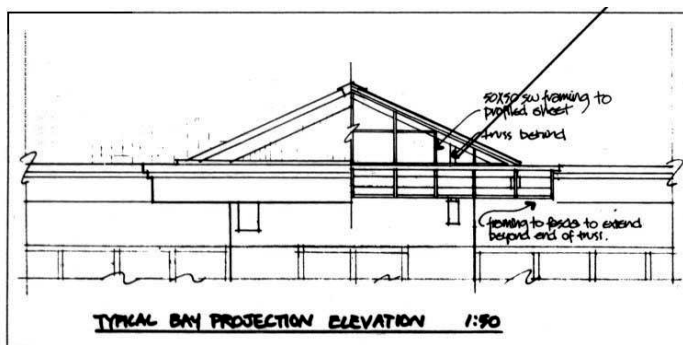 50x50 sw framing to
profiled sheet
truss behind
framing to fascia to extend
beyond end of truss.
TYPICAL BAY PROJECTION ELEVATION 1:50